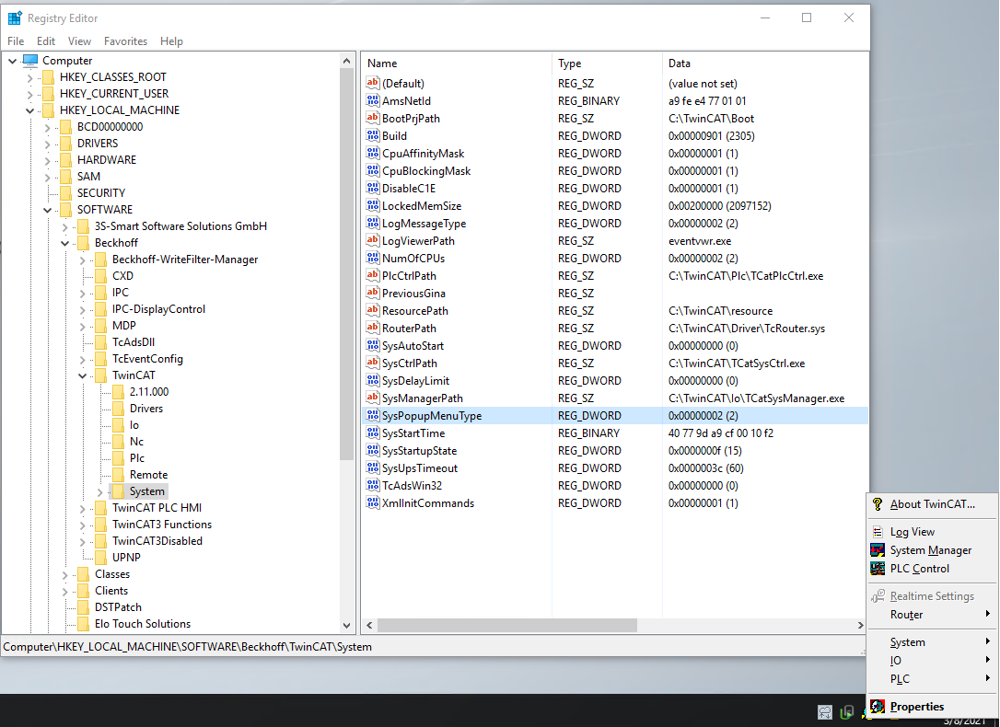 Registry Editor
File Edit View Favorites Help
Computer
HKEY_CLASSES_ROOT
HKEY_CURRENT_USER
HKEY_LOCAL_MACHINE
BCD00000000
DRIVERS
HARDWARE
SAM
SECURITY
SOFTWARE
3S-Smart Software Solutions GmbH
Beckhoff
Beckhoff-WriteFilter-Manager
CXD
IPC
IPC-DisplayControl
MDP
TcAdsDll
TcEventConfig
TwinCAT
2.11.000
Drivers
Io
Nc
Plc
Remote
System
TwinCAT PLC HMI
TwinCAT3 Functions
TwinCAT3Disabled
UPNP
Classes
Clients
DSTPatch
Elo Touch Solutions
Name Type Data
(Default) REG_SZ (value not set)
AmsNetId REG_BINARY a9 fe e4 77 01 01
BootPrjPath REG_SZ C:\TwinCAT\Boot
Build REG_DWORD 0x00000901 (2305)
CpuAffinityMask REG_DWORD 0x00000001 (1)
CpuBlockingMask REG_DWORD 0x00000001 (1)
DisableC1E REG_DWORD 0x00000001 (1)
LockedMemSize REG_DWORD 0x00200000 (2097152)
LogMessageType REG_DWORD 0x00000002 (2)
LogViewerPath REG_SZ eventvwr.exe
NumOfCPUs REG_DWORD 0x00000002 (2)
PlcCtrlPath REG_SZ C:\TwinCAT\Plc\TCatPlcCtrl.exe
PreviousGina REG_SZ
ResourcePath REG_SZ C:\TwinCAT\resource
RouterPath REG_SZ C:\TwinCAT\Driver\TcRouter.sys
SysAutoStart REG_DWORD 0x00000000 (0)
SysCtrlPath REG_SZ C:\TwinCAT\TCatSysCtrl.exe
SysDelayLimit REG_DWORD 0x00000000 (0)
SysManagerPath REG_SZ C:\TwinCAT\Io\TCatSysManager.exe
SysPopupMenuType REG_DWORD 0x00000002 (2)
SysStartTime REG_BINARY 40 77 9d a9 cf 00 10 f2
SysStartupState REG_DWORD 0x0000000f (15)
SysUpsTimeout REG_DWORD 0x0000003c (60)
TcAdsWin32 REG_DWORD 0x00000000 (0)
XmlInitCommands REG_DWORD 0x00000001 (1)
Computer\HKEY_LOCAL_MACHINE\SOFTWARE\Beckhoff\TwinCAT\System
About TwinCAT...
Log View
System Manager
PLC Control
Realtime Settings
Router
System
IO
PLC
Properties
3/8/2021